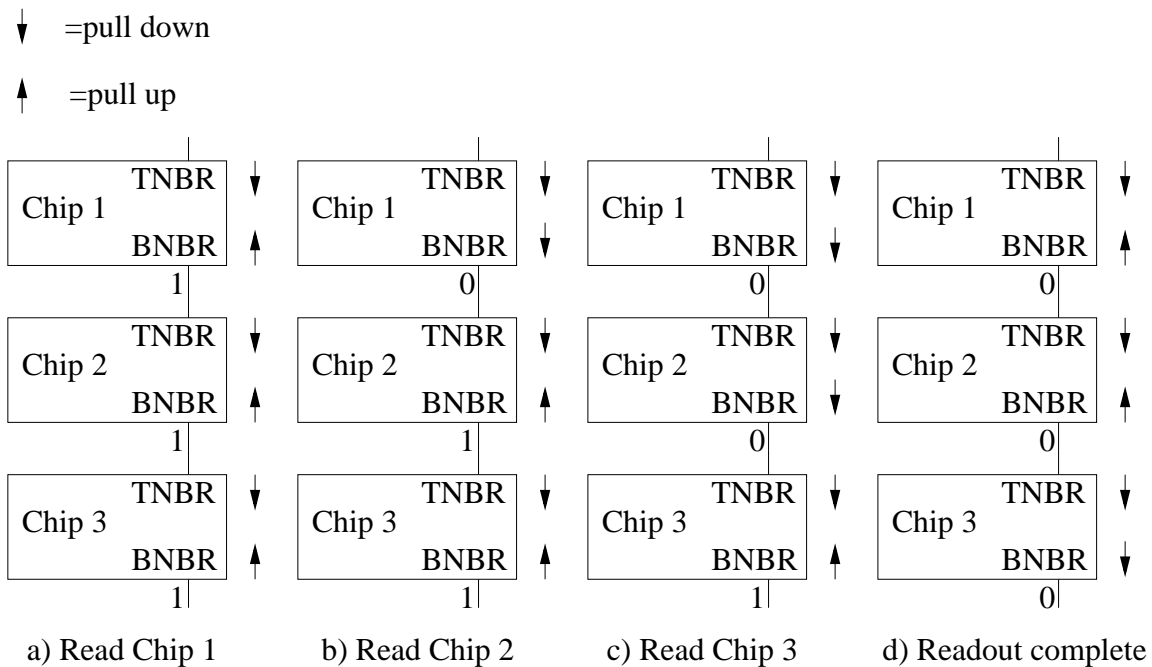 =pull down
=pull up
TNBR TNBR TNBR TNBR
Chip 1 Chip 1 Chip 1 Chip 1
BNBR BNBR BNBR BNBR
1 0 0 0
TNBR TNBR TNBR TNBR
Chip 2 Chip 2 Chip 2 Chip 2
BNBR BNBR BNBR BNBR
1 1 0 0
TNBR TNBR TNBR TNBR
Chip 3 Chip 3 Chip 3 Chip 3
BNBR BNBR BNBR BNBR
1 1 1 0
a) Read Chip 1 b) Read Chip 2 c) Read Chip 3 d) Readout complete